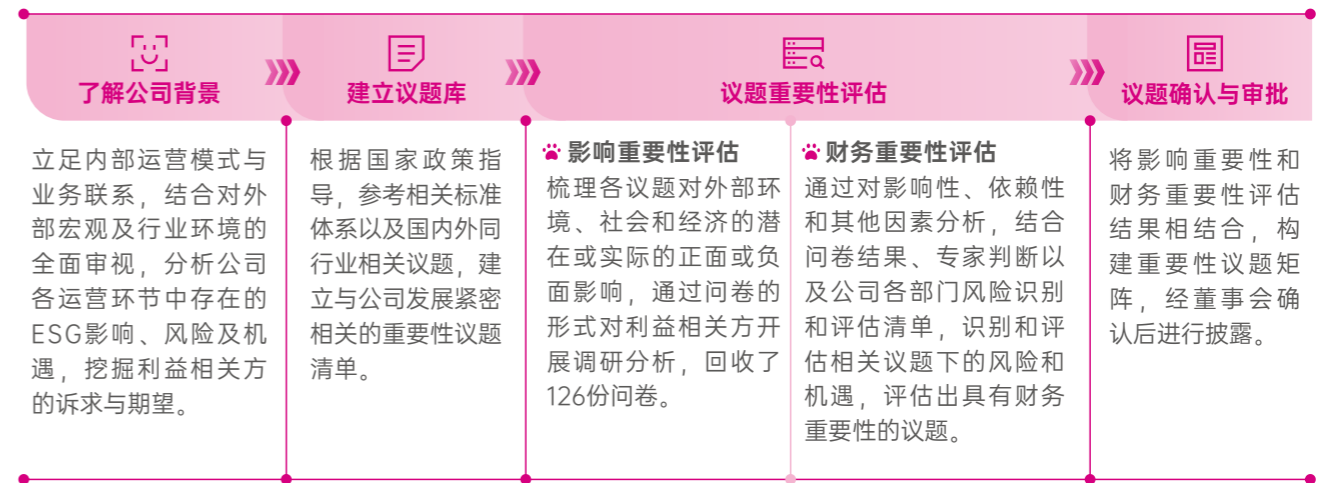 了解公司背景
立足内部运营模式与
业务联系，结合对外
部宏观及行业环境的
全面审视，分析公司
各运营环节中存在的
ESG影响、风险及机
遇，挖掘利益相关方
的诉求与期望。
建立议题库
根据国家政策指
导，参考相关标准
体系以及国内外同
行业相关议题，建
立与公司发展紧密
相关的重要性议题
清单。
议题重要性评估
影响重要性评估
梳理各议题对外部环
境、社会和经济的潜
在或实际的正面或负
面影响，通过问卷的
形式对利益相关方开
展调研分析，回收了
126份问卷。
财务重要性评估
通过对影响性、依赖性
和其他因素分析，结合
问卷结果、专家判断以
及公司各部门风险识别
和评估清单，识别和评
估相关议题下的风险和
机遇，评估出具有财务
重要性的议题。
议题确认与审批
将影响重要性和
财务重要性评估
结果相结合，构
建重要性议题矩
阵，经董事会确
认后进行披露。